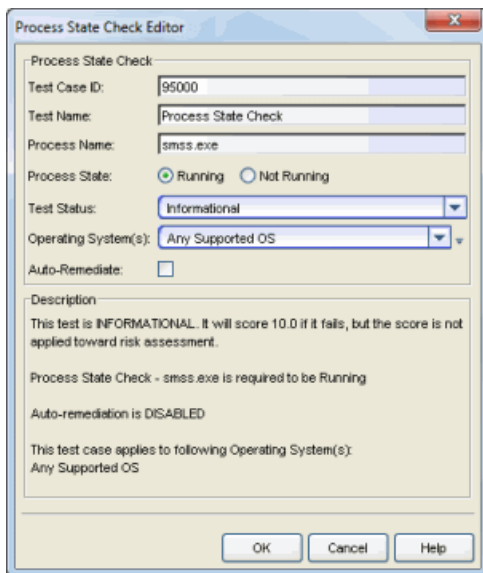 Process State Check Editor
Process State Check
Test Case ID: 95000
Test Name: Process State Check
Process Name: smss.exe
Process State: Running Not Running
Test Status: Informational
Operating System(s): Any Supported OS
Auto-Remediate:
Description
This test is INFORMATIONAL. It will score 10.0 if it fails, but the score is not
applied toward risk assessment.
Process State Check - smss.exe is required to be Running
Auto-remediation is DISABLED
This test case applies to following Operating System(s):
Any Supported OS
OK Cancel Help